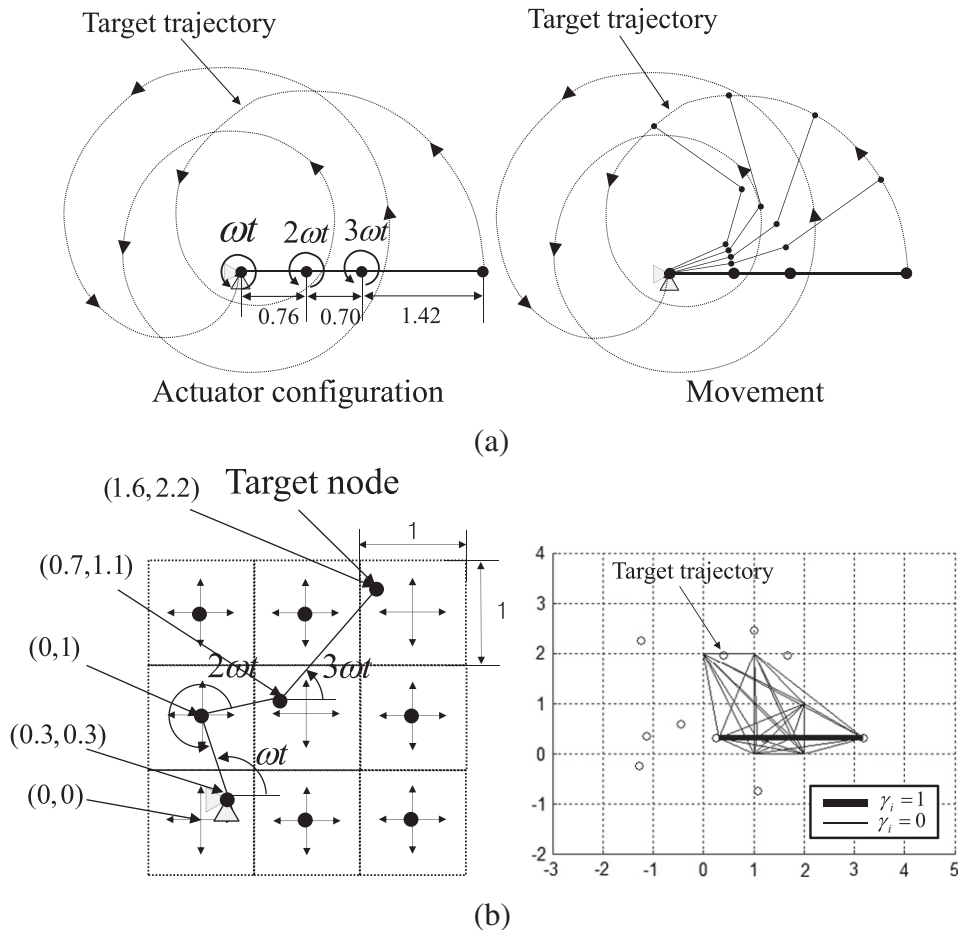 (a)
Target trajectory
Target trajectory
ωt
2ωt
3ωt
0.76
0.70
1.42
Actuator configuration
Movement
(a)
(1.6, 2.2)
Target node
1
(0.7,1.1)
1
(0,1)
2ωt
3ωt
(0.3, 0.3)
ωt
(0,0)
4
3
2
1
0
-1
-2
-3
-2
-1
0
1
2
3
4
5
Target trajectory
γi = 1
γi = 0
(b)